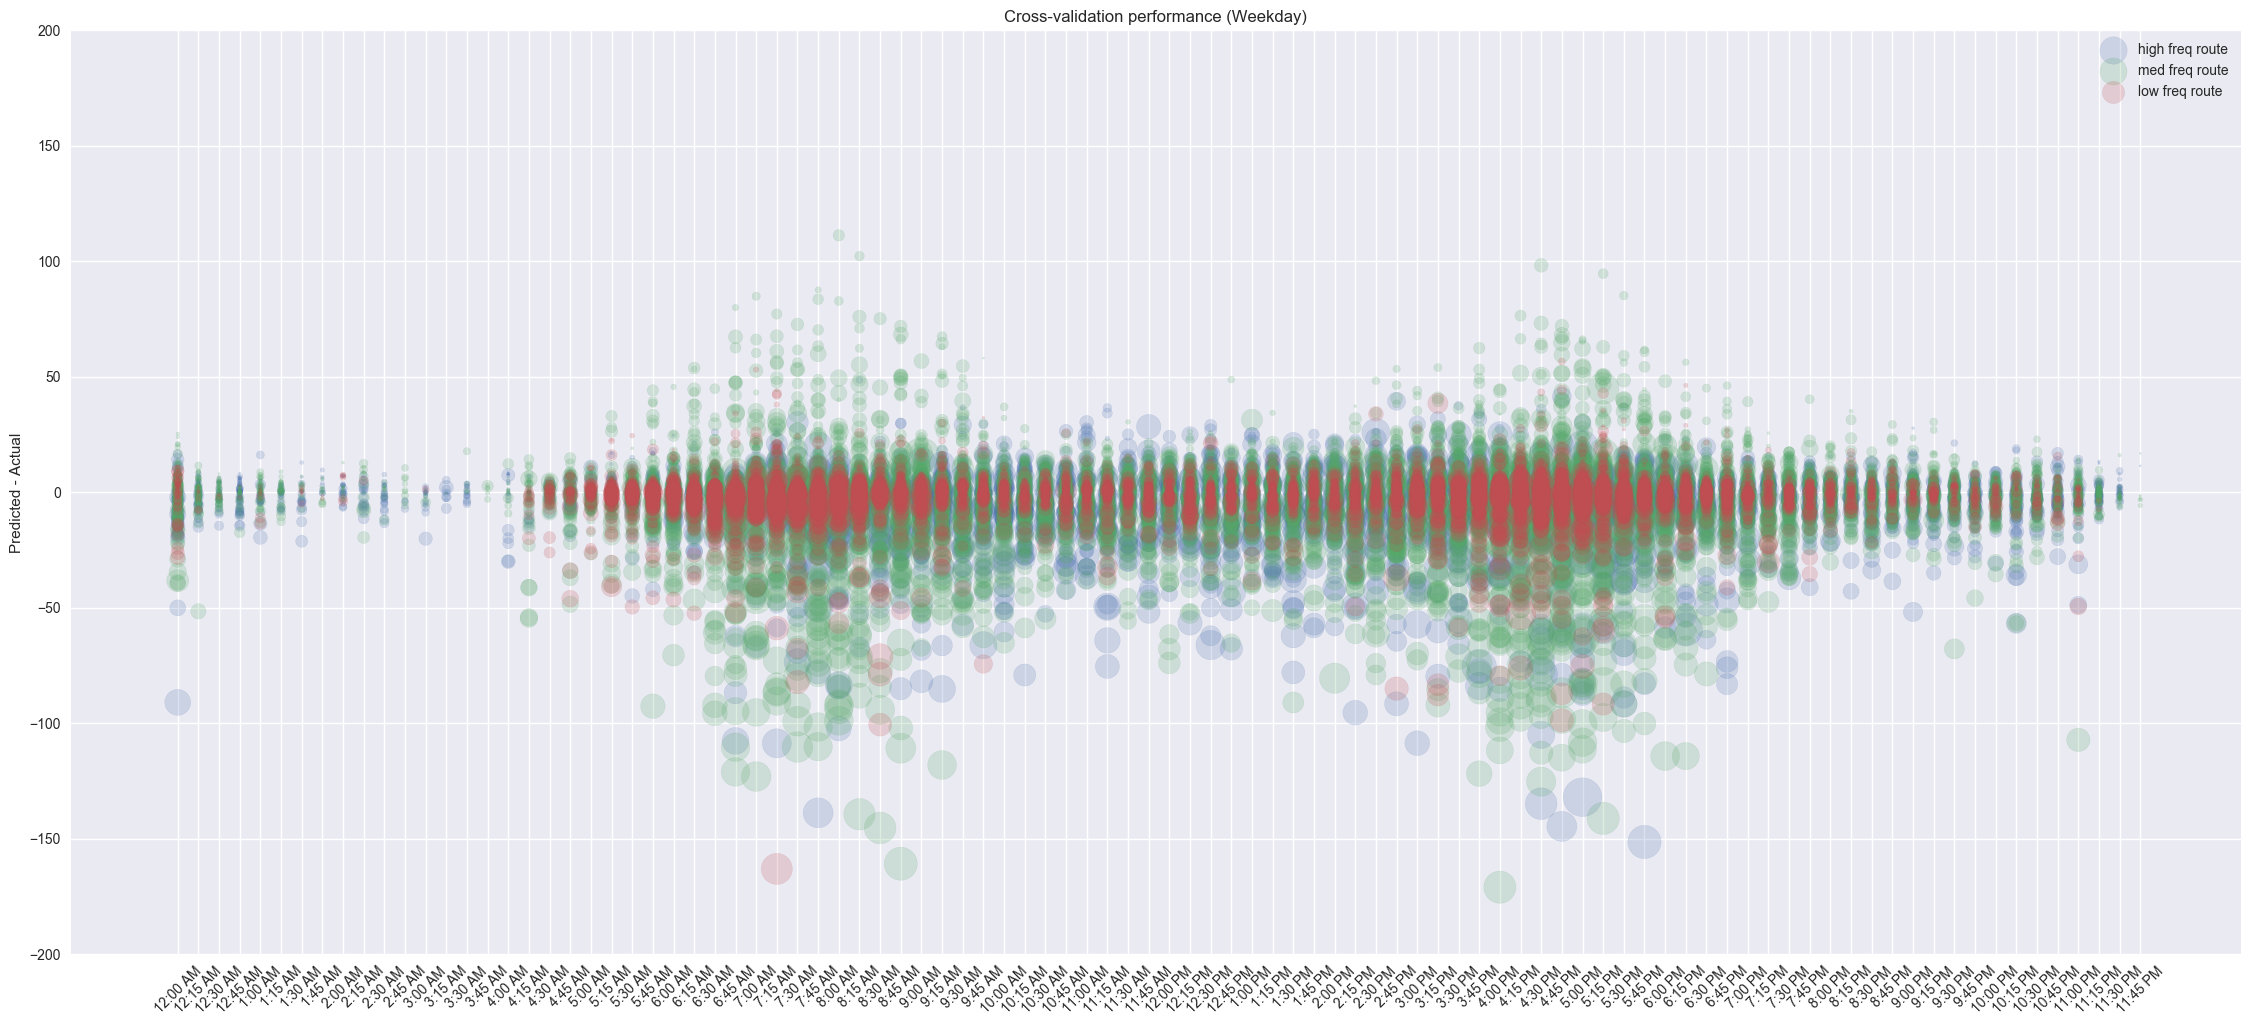 Cross-validation performance (Weekday)
200
150
100
50
0
−50
−100
−150
−200
Predicted - Actual
high freq route
med freq route
low freq route
12:00 AM
12:15 AM
12:30 AM
12:45 AM
1:00 AM
1:15 AM
1:30 AM
1:45 AM
2:00 AM
2:15 AM
2:30 AM
2:45 AM
3:00 AM
3:15 AM
3:30 AM
3:45 AM
4:00 AM
4:15 AM
4:30 AM
4:45 AM
5:00 AM
5:15 AM
5:30 AM
5:45 AM
6:00 AM
6:15 AM
6:30 AM
6:45 AM
7:00 AM
7:15 AM
7:30 AM
7:45 AM
8:00 AM
8:15 AM
8:30 AM
8:45 AM
9:00 AM
9:15 AM
9:30 AM
9:45 AM
10:00 AM
10:15 AM
10:30 AM
10:45 AM
11:00 AM
11:15 AM
11:30 AM
11:45 AM
12:00 PM
12:15 PM
12:30 PM
12:45 PM
1:00 PM
1:15 PM
1:30 PM
1:45 PM
2:00 PM
2:15 PM
2:30 PM
2:45 PM
3:00 PM
3:15 PM
3:30 PM
3:45 PM
4:00 PM
4:15 PM
4:30 PM
4:45 PM
5:00 PM
5:15 PM
5:30 PM
5:45 PM
6:00 PM
6:15 PM
6:30 PM
6:45 PM
7:00 PM
7:15 PM
7:30 PM
7:45 PM
8:00 PM
8:15 PM
8:30 PM
8:45 PM
9:00 PM
9:15 PM
9:30 PM
9:45 PM
10:00 PM
10:15 PM
10:30 PM
10:45 PM
11:00 PM
11:15 PM
11:30 PM
11:45 PM